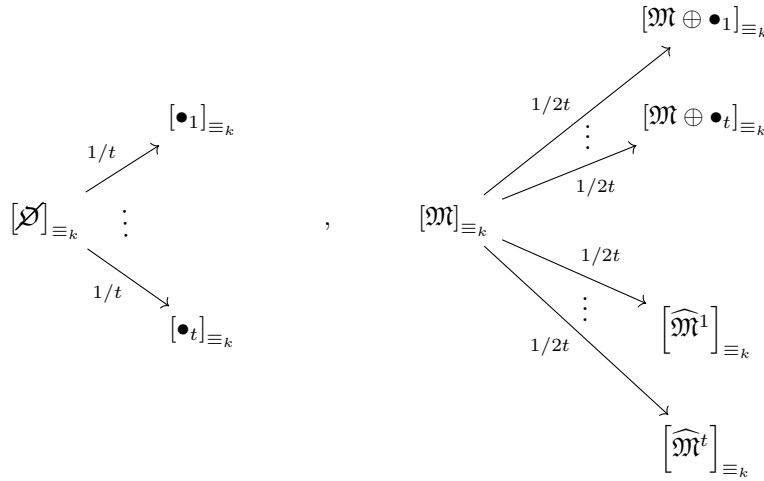 [𝔐 ⊕ •₁]≡ₖ
1/2t
[•₁]≡ₖ
⋮
[𝔐 ⊕ •ₜ]≡ₖ
1/t
1/2t
[∅]≡ₖ
⋮
,
[𝔐]≡ₖ
1/2t
1/t
⋮
[•ₜ]≡ₖ
1/2t
[𝔐̂¹]≡ₖ
[𝔐̂ᵗ]≡ₖ